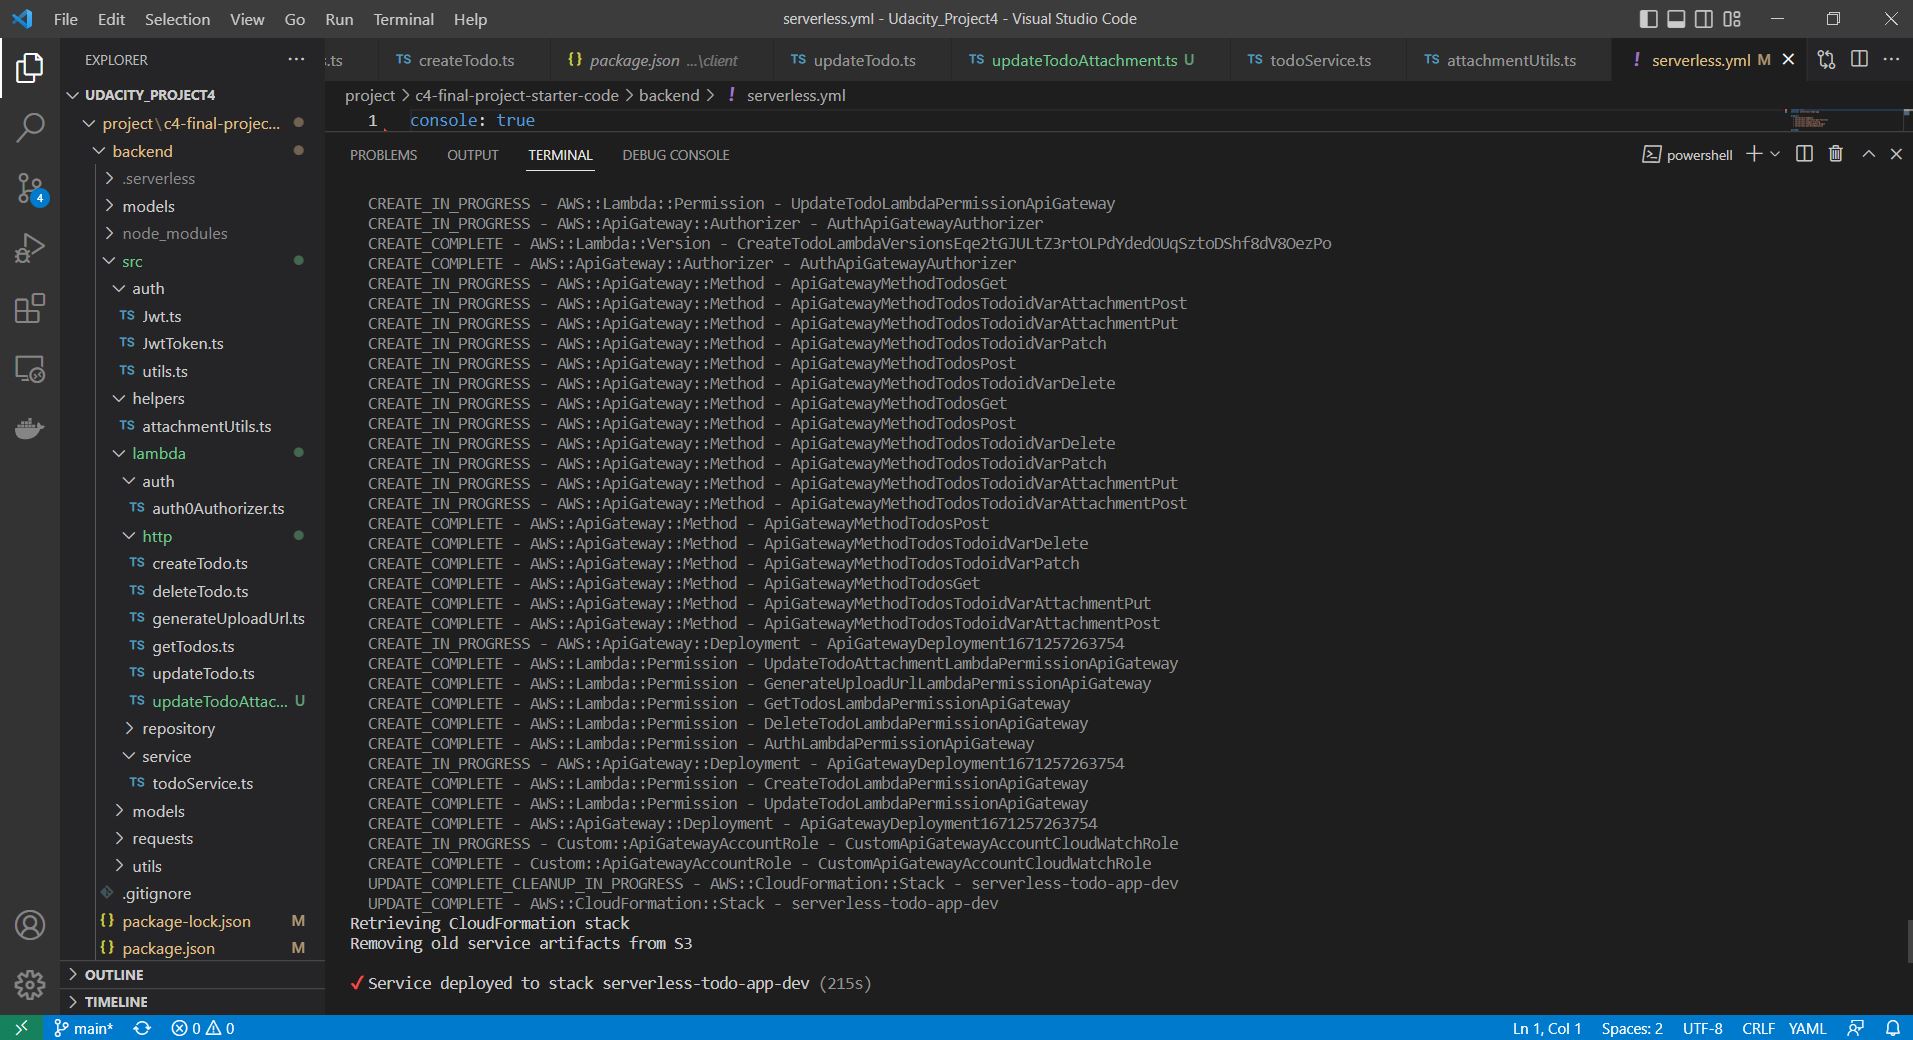 File Edit Selection View Go Run Terminal Help serverless.yml - Udacity_Project4 - Visual Studio Code
EXPLORER
s.ts TS createTodo.ts {} package.json ...\client TS updateTodo.ts TS updateTodoAttachment.ts U TS todoService.ts TS attachmentUtils.ts ! serverless.yml M
project > c4-final-project-starter-code > backend > ! serverless.yml
1 console: true
PROBLEMS OUTPUT TERMINAL DEBUG CONSOLE powershell
UDACITY_PROJECT4
project\c4-final-projec...
backend
.serverless
models
node_modules
src
auth
TS Jwt.ts
TS JwtToken.ts
TS utils.ts
helpers
TS attachmentUtils.ts
lambda
auth
TS auth0Authorizer.ts
http
TS createTodo.ts
TS deleteTodo.ts
TS generateUploadUrl.ts
TS getTodos.ts
TS updateTodo.ts
TS updateTodoAttac... U
repository
service
TS todoService.ts
models
requests
utils
.gitignore
{} package-lock.json M
{} package.json M
OUTLINE
TIMELINE
4
CREATE_IN_PROGRESS - AWS::Lambda::Permission - UpdateTodoLambdaPermissionApiGateway
CREATE_IN_PROGRESS - AWS::ApiGateway::Authorizer - AuthApiGatewayAuthorizer
CREATE_COMPLETE - AWS::Lambda::Version - CreateTodoLambdaVersionsEqe2tGJULtZ3rtOLPdYdedOUqSztoDShf8dV8OezPo
CREATE_COMPLETE - AWS::ApiGateway::Authorizer - AuthApiGatewayAuthorizer
CREATE_IN_PROGRESS - AWS::ApiGateway::Method - ApiGatewayMethodTodosGet
CREATE_IN_PROGRESS - AWS::ApiGateway::Method - ApiGatewayMethodTodosTodoidVarAttachmentPost
CREATE_IN_PROGRESS - AWS::ApiGateway::Method - ApiGatewayMethodTodosTodoidVarAttachmentPut
CREATE_IN_PROGRESS - AWS::ApiGateway::Method - ApiGatewayMethodTodosTodoidVarPatch
CREATE_IN_PROGRESS - AWS::ApiGateway::Method - ApiGatewayMethodTodosPost
CREATE_IN_PROGRESS - AWS::ApiGateway::Method - ApiGatewayMethodTodosTodoidVarDelete
CREATE_IN_PROGRESS - AWS::ApiGateway::Method - ApiGatewayMethodTodosGet
CREATE_IN_PROGRESS - AWS::ApiGateway::Method - ApiGatewayMethodTodosPost
CREATE_IN_PROGRESS - AWS::ApiGateway::Method - ApiGatewayMethodTodosTodoidVarDelete
CREATE_IN_PROGRESS - AWS::ApiGateway::Method - ApiGatewayMethodTodosTodoidVarPatch
CREATE_IN_PROGRESS - AWS::ApiGateway::Method - ApiGatewayMethodTodosTodoidVarAttachmentPut
CREATE_IN_PROGRESS - AWS::ApiGateway::Method - ApiGatewayMethodTodosTodoidVarAttachmentPost
CREATE_COMPLETE - AWS::ApiGateway::Method - ApiGatewayMethodTodosPost
CREATE_COMPLETE - AWS::ApiGateway::Method - ApiGatewayMethodTodosTodoidVarDelete
CREATE_COMPLETE - AWS::ApiGateway::Method - ApiGatewayMethodTodosTodoidVarPatch
CREATE_COMPLETE - AWS::ApiGateway::Method - ApiGatewayMethodTodosGet
CREATE_COMPLETE - AWS::ApiGateway::Method - ApiGatewayMethodTodosTodoidVarAttachmentPut
CREATE_COMPLETE - AWS::ApiGateway::Method - ApiGatewayMethodTodosTodoidVarAttachmentPost
CREATE_IN_PROGRESS - AWS::ApiGateway::Deployment - ApiGatewayDeployment1671257263754
CREATE_COMPLETE - AWS::Lambda::Permission - UpdateTodoAttachmentLambdaPermissionApiGateway
CREATE_COMPLETE - AWS::Lambda::Permission - GenerateUploadUrlLambdaPermissionApiGateway
CREATE_COMPLETE - AWS::Lambda::Permission - GetTodosLambdaPermissionApiGateway
CREATE_COMPLETE - AWS::Lambda::Permission - DeleteTodoLambdaPermissionApiGateway
CREATE_COMPLETE - AWS::Lambda::Permission - AuthLambdaPermissionApiGateway
CREATE_IN_PROGRESS - AWS::ApiGateway::Deployment - ApiGatewayDeployment1671257263754
CREATE_COMPLETE - AWS::Lambda::Permission - CreateTodoLambdaPermissionApiGateway
CREATE_COMPLETE - AWS::Lambda::Permission - UpdateTodoLambdaPermissionApiGateway
CREATE_COMPLETE - AWS::ApiGateway::Deployment - ApiGatewayDeployment1671257263754
CREATE_IN_PROGRESS - Custom::ApiGatewayAccountRole - CustomApiGatewayAccountCloudWatchRole
CREATE_COMPLETE - Custom::ApiGatewayAccountRole - CustomApiGatewayAccountCloudWatchRole
UPDATE_COMPLETE_CLEANUP_IN_PROGRESS - AWS::CloudFormation::Stack - serverless-todo-app-dev
UPDATE_COMPLETE - AWS::CloudFormation::Stack - serverless-todo-app-dev
Retrieving CloudFormation stack
Removing old service artifacts from S3
✓Service deployed to stack serverless-todo-app-dev (215s)
main* 0 0 Ln 1, Col 1 Spaces: 2 UTF-8 CRLF YAML